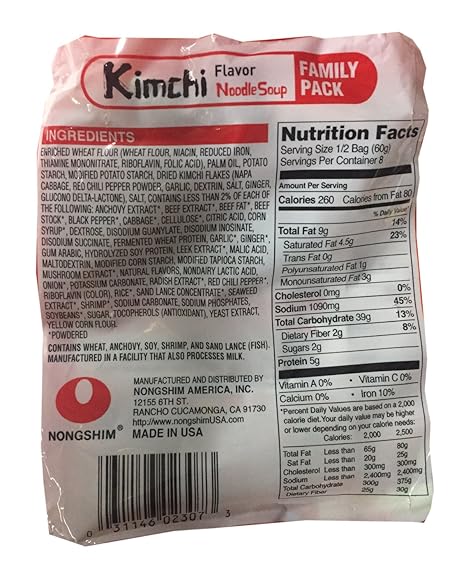 Kimchi Flavor Noodle Soup
FAMILY PACK
INGREDIENTS
ENRICHED WHEAT FLOUR (WHEAT FLOUR, NIACIN, REDUCED IRON,
THIAMINE MONONITRATE, RIBOFLAVIN, FOLIC ACID), PALM OIL, POTATO
STARCH, MODIFIED POTATO STARCH, DRIED KIMCHI FLAKES (NAPA
CABBAGE, RED CHILI PEPPER POWDER, GARLIC, DEXTRIN, SALT, GINGER,
GLUCONO DELTA-LACTONE), SALT, CONTAINS LESS THAN 2% OF EACH OF
THE FOLLOWING: ANCHOVY EXTRACT*, BEEF EXTRACT*, BEEF FAT*, BEEF
STOCK*, BLACK PEPPER*, CABBAGE*, CELLULOSE*, CITRIC ACID, CORN
SYRUP*, DEXTROSE, DISODIUM GUANYLATE, DISODIUM INOSINATE,
DISODIUM SUCCINATE, FERMENTED WHEAT PROTEIN, GARLIC*, GINGER*,
GUM ARABIC, HYDROLYZED SOY PROTEIN, LEEK EXTRACT*, MALIC ACID,
MALTODEXTRIN, MODIFIED CORN STARCH, MODIFIED TAPIOCA STARCH,
MUSHROOM EXTRACT*, NATURAL FLAVORS, NONDAIRY LACTIC ACID,
ONION*, POTASSIUM CARBONATE, RADISH EXTRACT*, RED CHILI PEPPER*,
RIBOFLAVIN (COLOR), RICE*, SAND LANCE CONCENTRATE*, SEAWEED
EXTRACT*, SHRIMP*, SODIUM CARBONATE, SODIUM PHOSPHATES,
SOYBEANS*, SUGAR, TOCOPHEROLS (ANTIOXIDANT), YEAST EXTRACT,
YELLOW CORN FLOUR.
*POWDERED
CONTAINS WHEAT, ANCHOVY, SOY, SHRIMP, AND SAND LANCE (FISH).
MANUFACTURED IN A FACILITY THAT ALSO PROCESSES MILK.
NONGSHIM®
MANUFACTURED AND DISTRIBUTED BY
NONGSHIM AMERICA, INC.
12155 6TH ST.
RANCHO CUCAMONGA, CA 91730
http://www.nongshimUSA.com
MADE IN USA
0 31146 02307 3
Nutrition Facts
Serving Size 1/2 Bag (60g)
Servings Per Container 8
Amount Per Serving
Calories 260 Calories from Fat 80
% Daily Value*
Total Fat 9g 14%
Saturated Fat 4.5g 23%
Trans Fat 0g
Polyunsaturated Fat 1g
Monounsaturated Fat 3g
Cholesterol 0mg 0%
Sodium 1090mg 45%
Total Carbohydrate 39g 13%
Dietary Fiber 2g 8%
Sugars 2g
Protein 5g
Vitamin A 0% • Vitamin C 0%
Calcium 0% • Iron 10%
*Percent Daily Values are based on a 2,000
calorie diet. Your daily value may be higher
or lower depending on your calorie needs:
Calories: 2,000 2,500
Total Fat Less than 65g 80g
Sat Fat Less than 20g 25g
Cholesterol Less than 300mg 300mg
Sodium Less than 2,400mg 2,400mg
Total Carbohydrate 300g 375g
Dietary Fiber 25g 30g